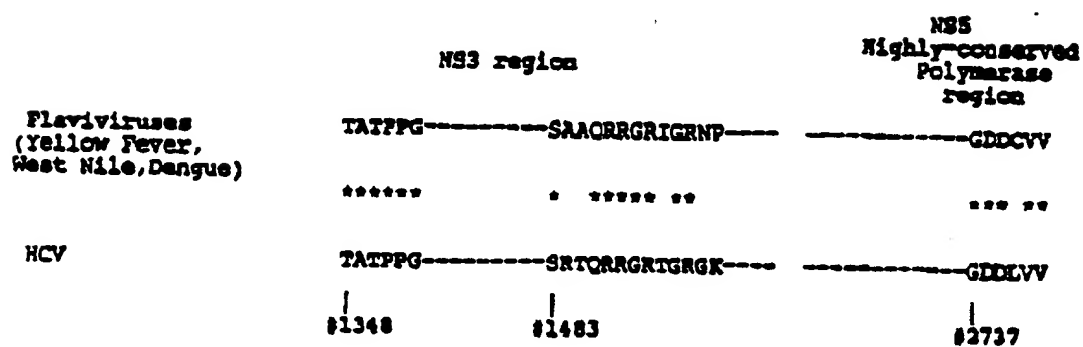 NS3 region
NS5
Highly-conserved
Polymarase
region
Flaviviruses
(Yellow Fever,
West Nile,Dengue)
TATPPG----------SAAQRRGRIGRNP---- -------------GDDCVV
****** * ***** ** *** **
HCV
TATPPG----------SRTQRRGRTGRGK---- -------------GDDLVV
#1348 #1483 #2737